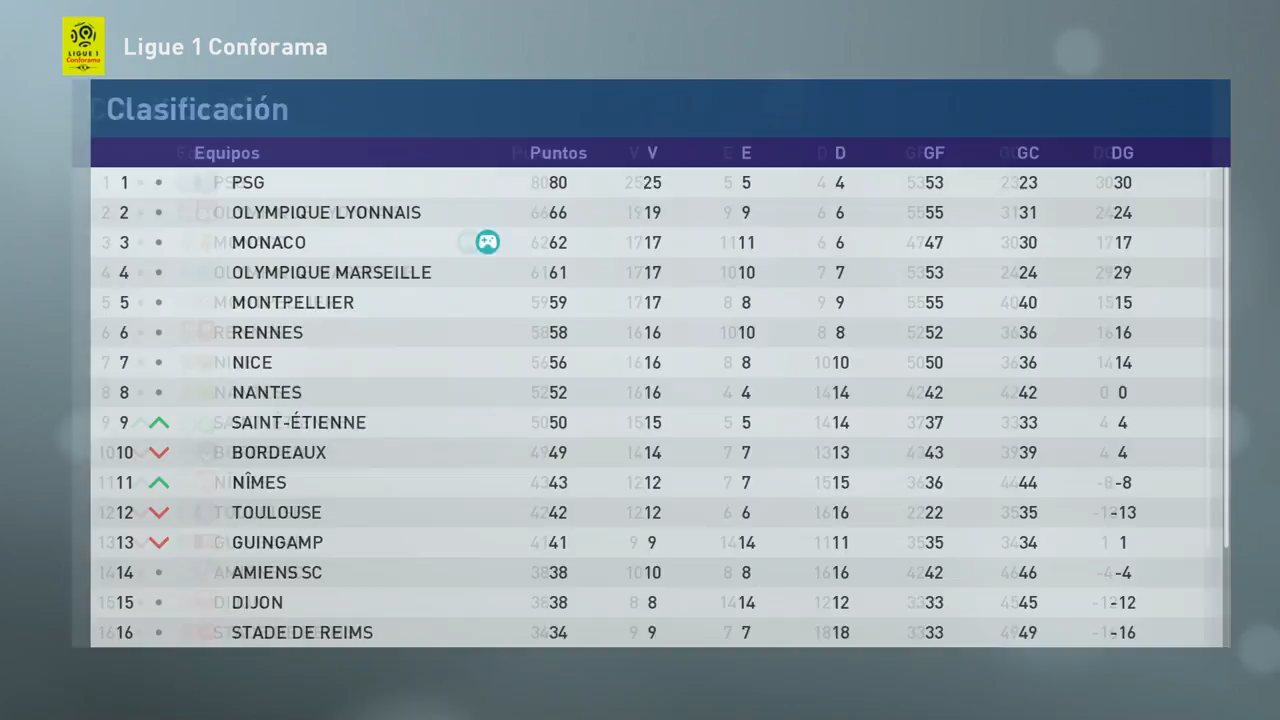 LIGUE 1
Conforama
Ligue 1 Conforama
Clasificación
Equipos Puntos V E D GF GC DG
1 PSG 80 25 5 4 53 23 30
2 OLYMPIQUE LYONNAIS 66 19 9 6 55 31 24
3 MONACO 62 17 11 6 47 30 17
4 OLYMPIQUE MARSEILLE 61 17 10 7 53 24 29
5 MONTPELLIER 59 17 8 9 55 40 15
6 RENNES 58 16 10 8 52 36 16
7 NICE 56 16 8 10 50 36 14
8 NANTES 52 16 4 14 42 42 0
9 SAINT-ÉTIENNE 50 15 5 14 37 33 4
10 BORDEAUX 49 14 7 13 43 39 4
11 NÎMES 43 12 7 15 36 44 -8
12 TOULOUSE 42 12 6 16 22 35 -13
13 GUINGAMP 41 9 14 11 35 34 1
14 AMIENS SC 38 10 8 16 42 46 -4
15 DIJON 38 8 14 12 33 45 -12
16 STADE DE REIMS 34 9 7 18 33 49 -16